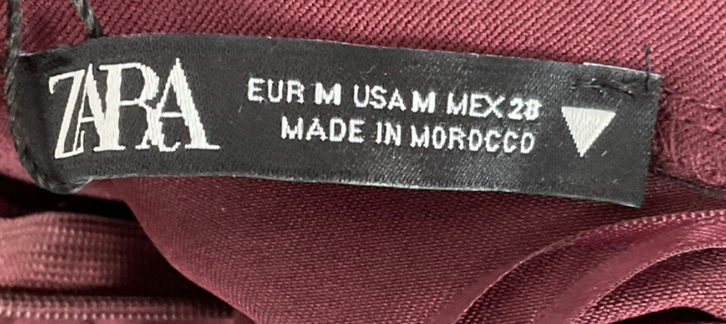 ZARA
EUR M USA M MEX 28
MADE IN MOROCCO